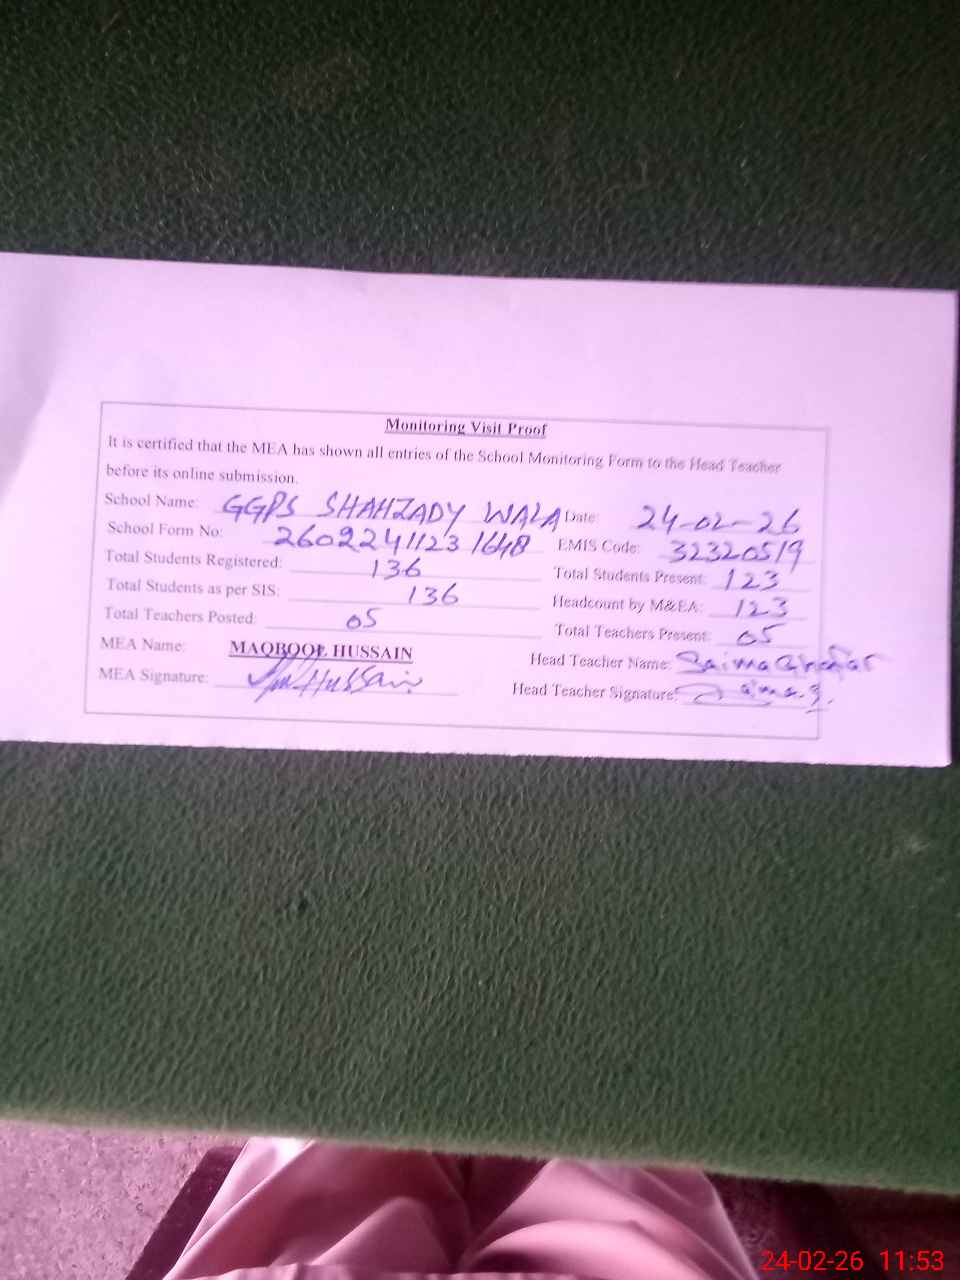 Monitoring Visit Proof
It is certified that the MEA has shown all entries of the School Monitoring Form to the Head Teacher
before its online submission.
School Name: GGPS SHAHZADY WALA Date: 24-02-26
School Form No: 26022411231648 EMIS Code: 32320519
Total Students Registered: 136 Total Students Present: 123
Total Students as per SIS: 136 Headcount by M&EA: 123
Total Teachers Posted: 05 Total Teachers Present: 05
MEA Name: MAQBOOL HUSSAIN Head Teacher Name: Saima Ghafar
MEA Signature: Hussain Head Teacher Signature:
24-02-26 11:53